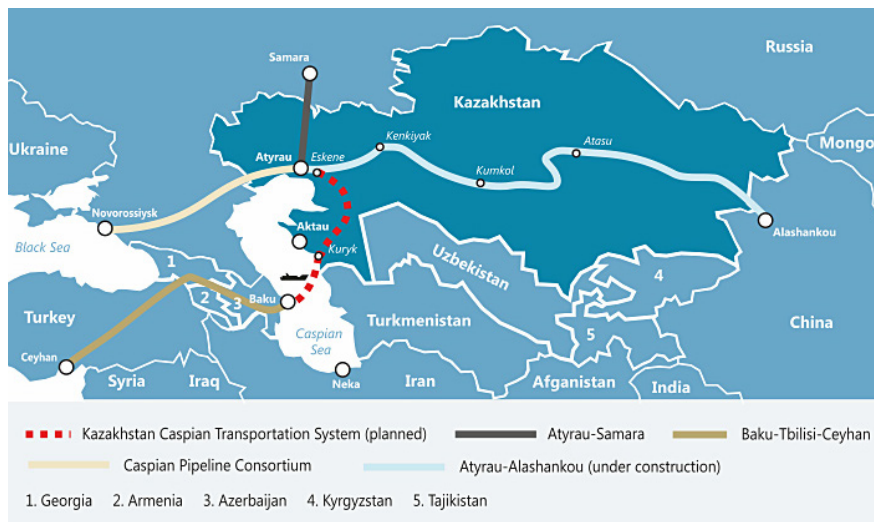 Samara
Russia
Kazakhstan
Ukraine
Atyrau
Eskene
Kenkiyak
Kumkol
Atasu
Mongo
Novorossiysk
Black Sea
Aktau
Kuryk
Alashankou
Uzbekistan
1
2
3
4
5
Baku
Turkey
Turkmenistan
China
Caspian
Sea
Ceyhan
Syria
Iraq
Neka
Iran
Afganistan
India
Kazakhstan Caspian Transportation System (planned)
Atyrau-Samara
Baku-Tbilisi-Ceyhan
Caspian Pipeline Consortium
Atyrau-Alashankou (under construction)
1. Georgia 2. Armenia 3. Azerbaijan 4. Kyrgyzstan 5. Tajikistan